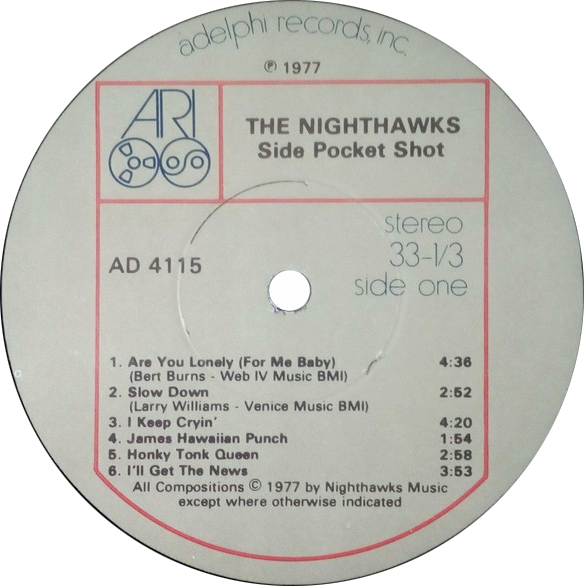 adelphi records, inc.
℗ 1977
ARI
THE NIGHTHAWKS
Side Pocket Shot
stereo
33-1/3
side one
AD 4115
1. Are You Lonely (For Me Baby) 4:36
(Bert Burns - Web IV Music BMI)
2. Slow Down 2:52
(Larry Williams - Venice Music BMI)
3. I Keep Cryin' 4:20
4. James Hawaiian Punch 1:54
5. Honky Tonk Queen 2:58
6. I'll Get The News 3:53
All Compositions © 1977 by Nighthawks Music
except where otherwise indicated